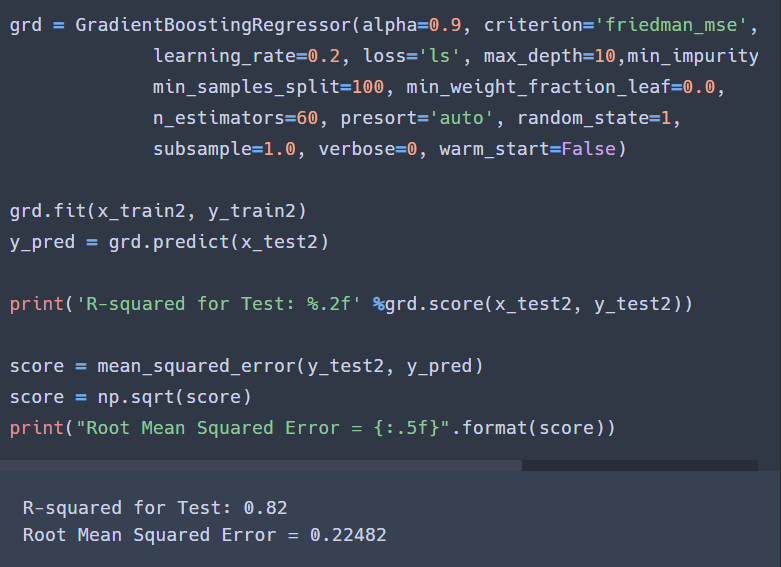 grd = GradientBoostingRegressor(alpha=0.9, criterion='friedman_mse',
             learning_rate=0.2, loss='ls', max_depth=10,min_impurity
             min_samples_split=100, min_weight_fraction_leaf=0.0,
             n_estimators=60, presort='auto', random_state=1,
             subsample=1.0, verbose=0, warm_start=False)
grd.fit(x_train2, y_train2)
y_pred = grd.predict(x_test2)
print('R-squared for Test: %.2f' %grd.score(x_test2, y_test2))
score = mean_squared_error(y_test2, y_pred)
score = np.sqrt(score)
print("Root Mean Squared Error = {:.5f}".format(score))
R-squared for Test: 0.82
Root Mean Squared Error = 0.22482